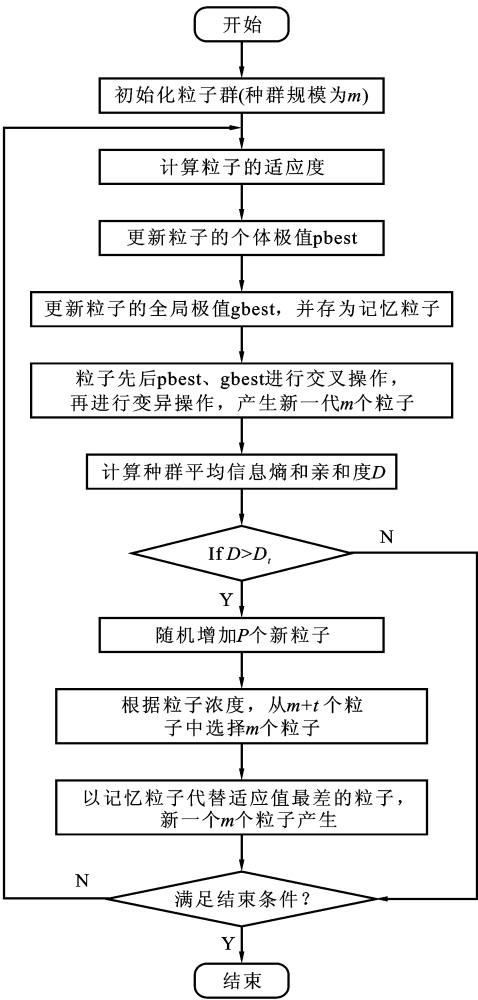 开始
初始化粒子群(种群规模为m)
计算粒子的适应度
更新粒子的个体极值pbest
更新粒子的全局极值gbest，并存为记忆粒子
粒子先后pbest、gbest进行交叉操作，
再进行变异操作，产生新一代m个粒子
计算种群平均信息熵和亲和度D
If D>Dt
N
Y
随机增加P个新粒子
根据粒子浓度，从m+t个粒
子中选择m个粒子
以记忆粒子代替适应值最差的粒子，
新一个m个粒子产生
N
满足结束条件？
Y
结束